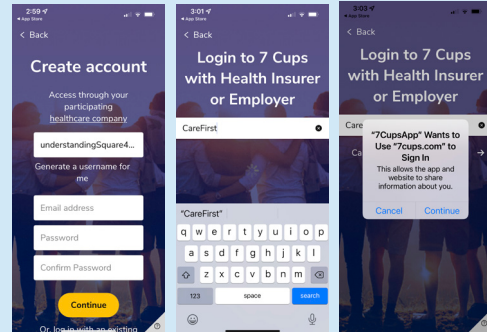 2:59
App Store
Back
Create account
Access through your
participating
healthcare company
understandingSquare4...
Generate a username for
me
Email address
Password
Confirm Password
Continue
Or, log in with an existing
3:01
App Store
Back
Login to 7 Cups
with Health Insurer
or Employer
CareFirst
"CareFirst"
q w e r t y u i o p
a s d f g h j k l
z x c v b n m
123 space search
3:03
App Store
Back
Login to 7 Cups
with Health Insurer
or Employer
Care
Ca
"7CupsApp" Wants to
Use "7cups.com" to
Sign In
This allows the app and
website to share
information about you.
Cancel Continue